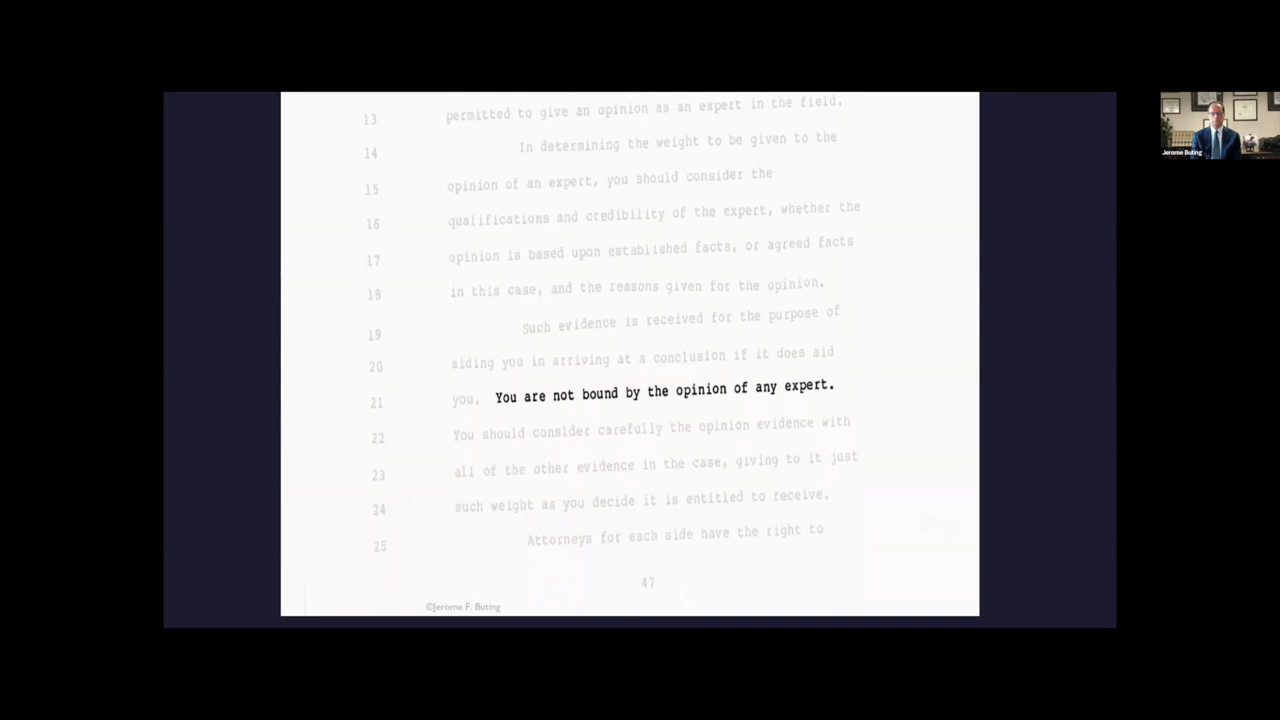 13 permitted to give an opinion as an expert in the field.
14 In determining the weight to be given to the
15 opinion of an expert, you should consider the
16 qualifications and credibility of the expert, whether the
17 opinion is based upon established facts, or agreed facts
18 in this case, and the reasons given for the opinion.
19 Such evidence is received for the purpose of
20 aiding you in arriving at a conclusion if it does aid
21 you. You are not bound by the opinion of any expert.
22 You should consider carefully the opinion evidence with
23 all of the other evidence in the case, giving to it just
24 such weight as you decide it is entitled to receive.
25 Attorneys for each side have the right to
47
©Jerome F. Buting
Jerome Buting